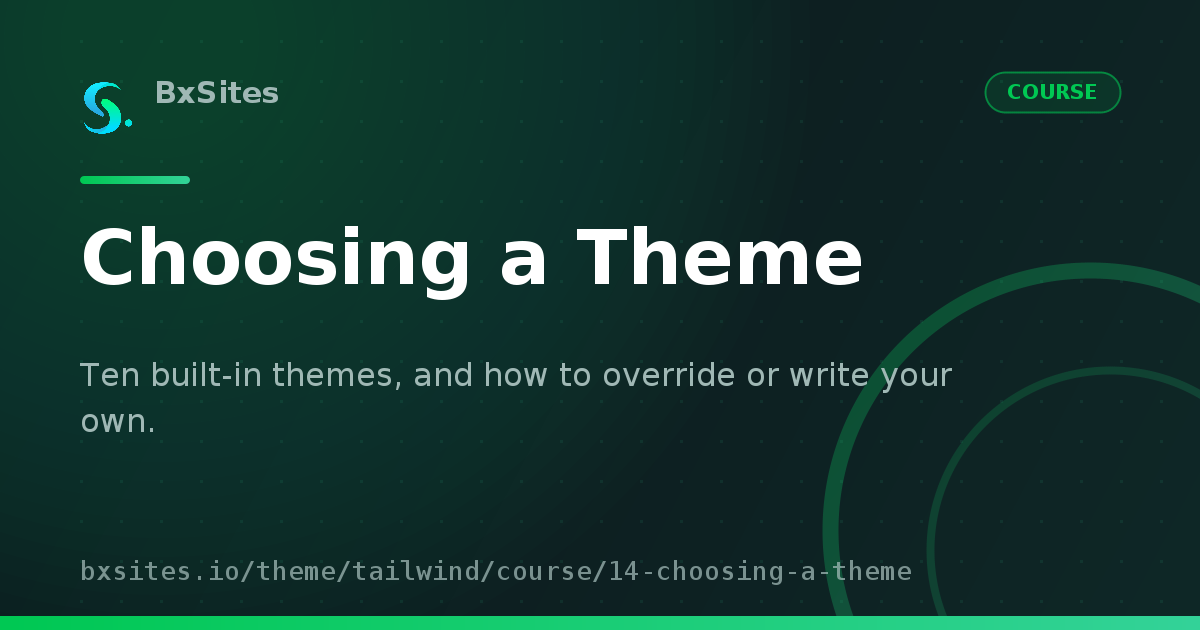 BxSites
COURSE
Choosing a Theme
Ten built-in themes, and how to override or write your
own.
bxsites.io/theme/tailwind/course/14-choosing-a-theme